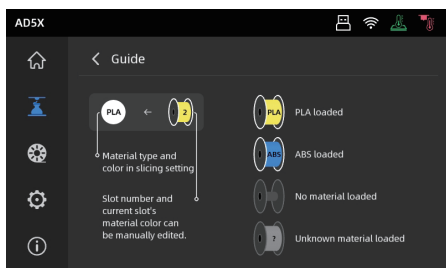 AD5X
Guide
PLA
2
Material type and
color in slicing setting
Slot number and
current slot's
material color can
be manually edited.
PLA
PLA loaded
ABS
ABS loaded
No material loaded
?
Unknown material loaded